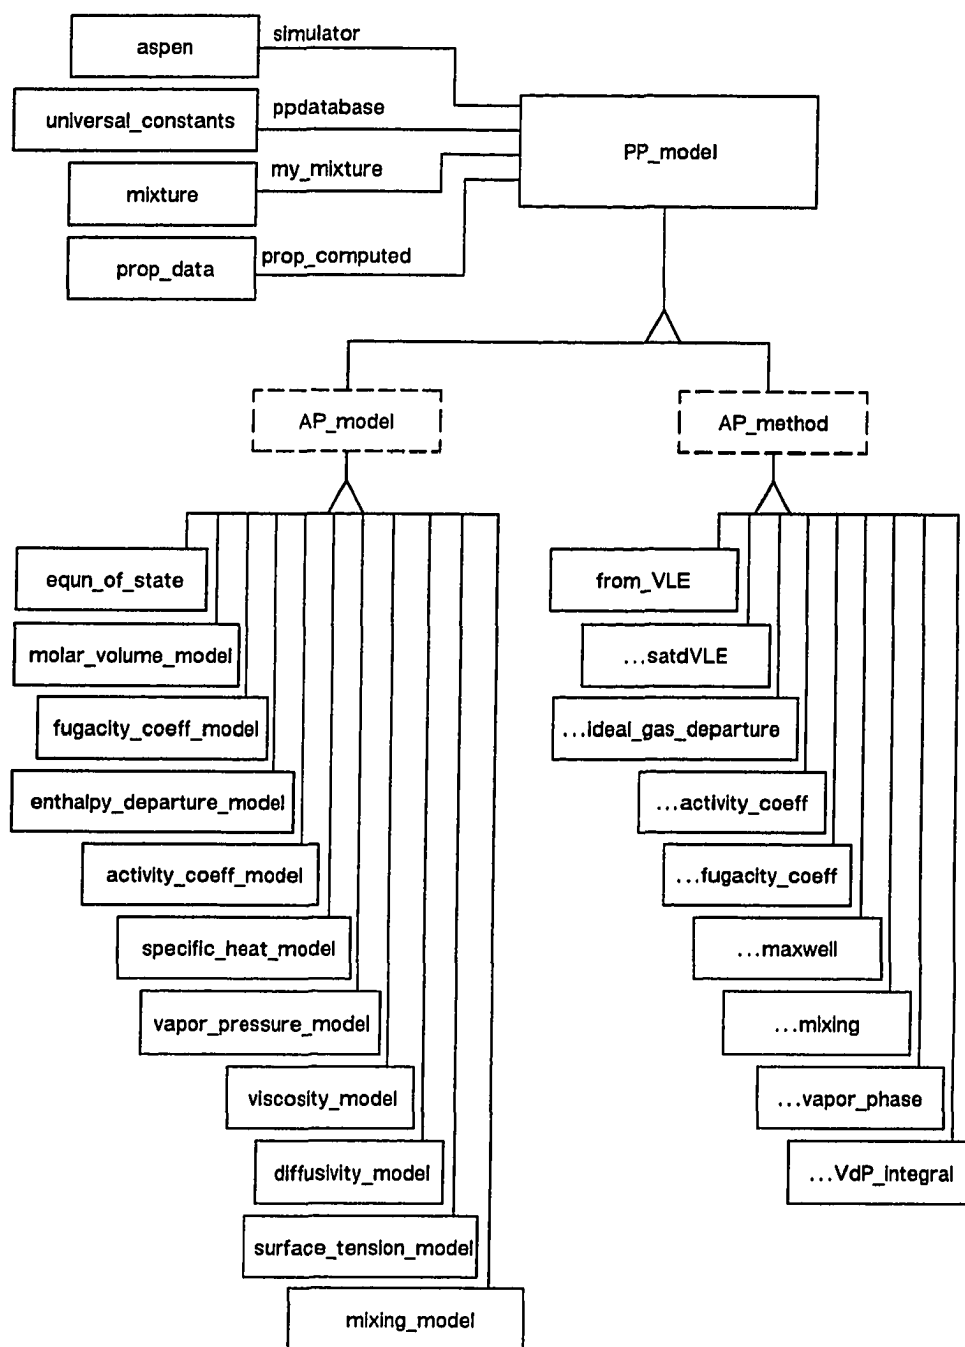 aspen
simulator
universal_constants
ppdatabase
PP_model
mixture
my_mixture
prop_data
prop_computed
AP_model
AP_method
equn_of_state
molar_volume_model
fugacity_coeff_model
enthalpy_departure_model
activity_coeff_model
specific_heat_model
vapor_pressure_model
viscosity_model
diffusivity_model
surface_tension_model
mixing_model
from_VLE
...satdVLE
...ideal_gas_departure
...activity_coeff
...fugacity_coeff
...maxwell
...mixing
...vapor_phase
...VdP_integral